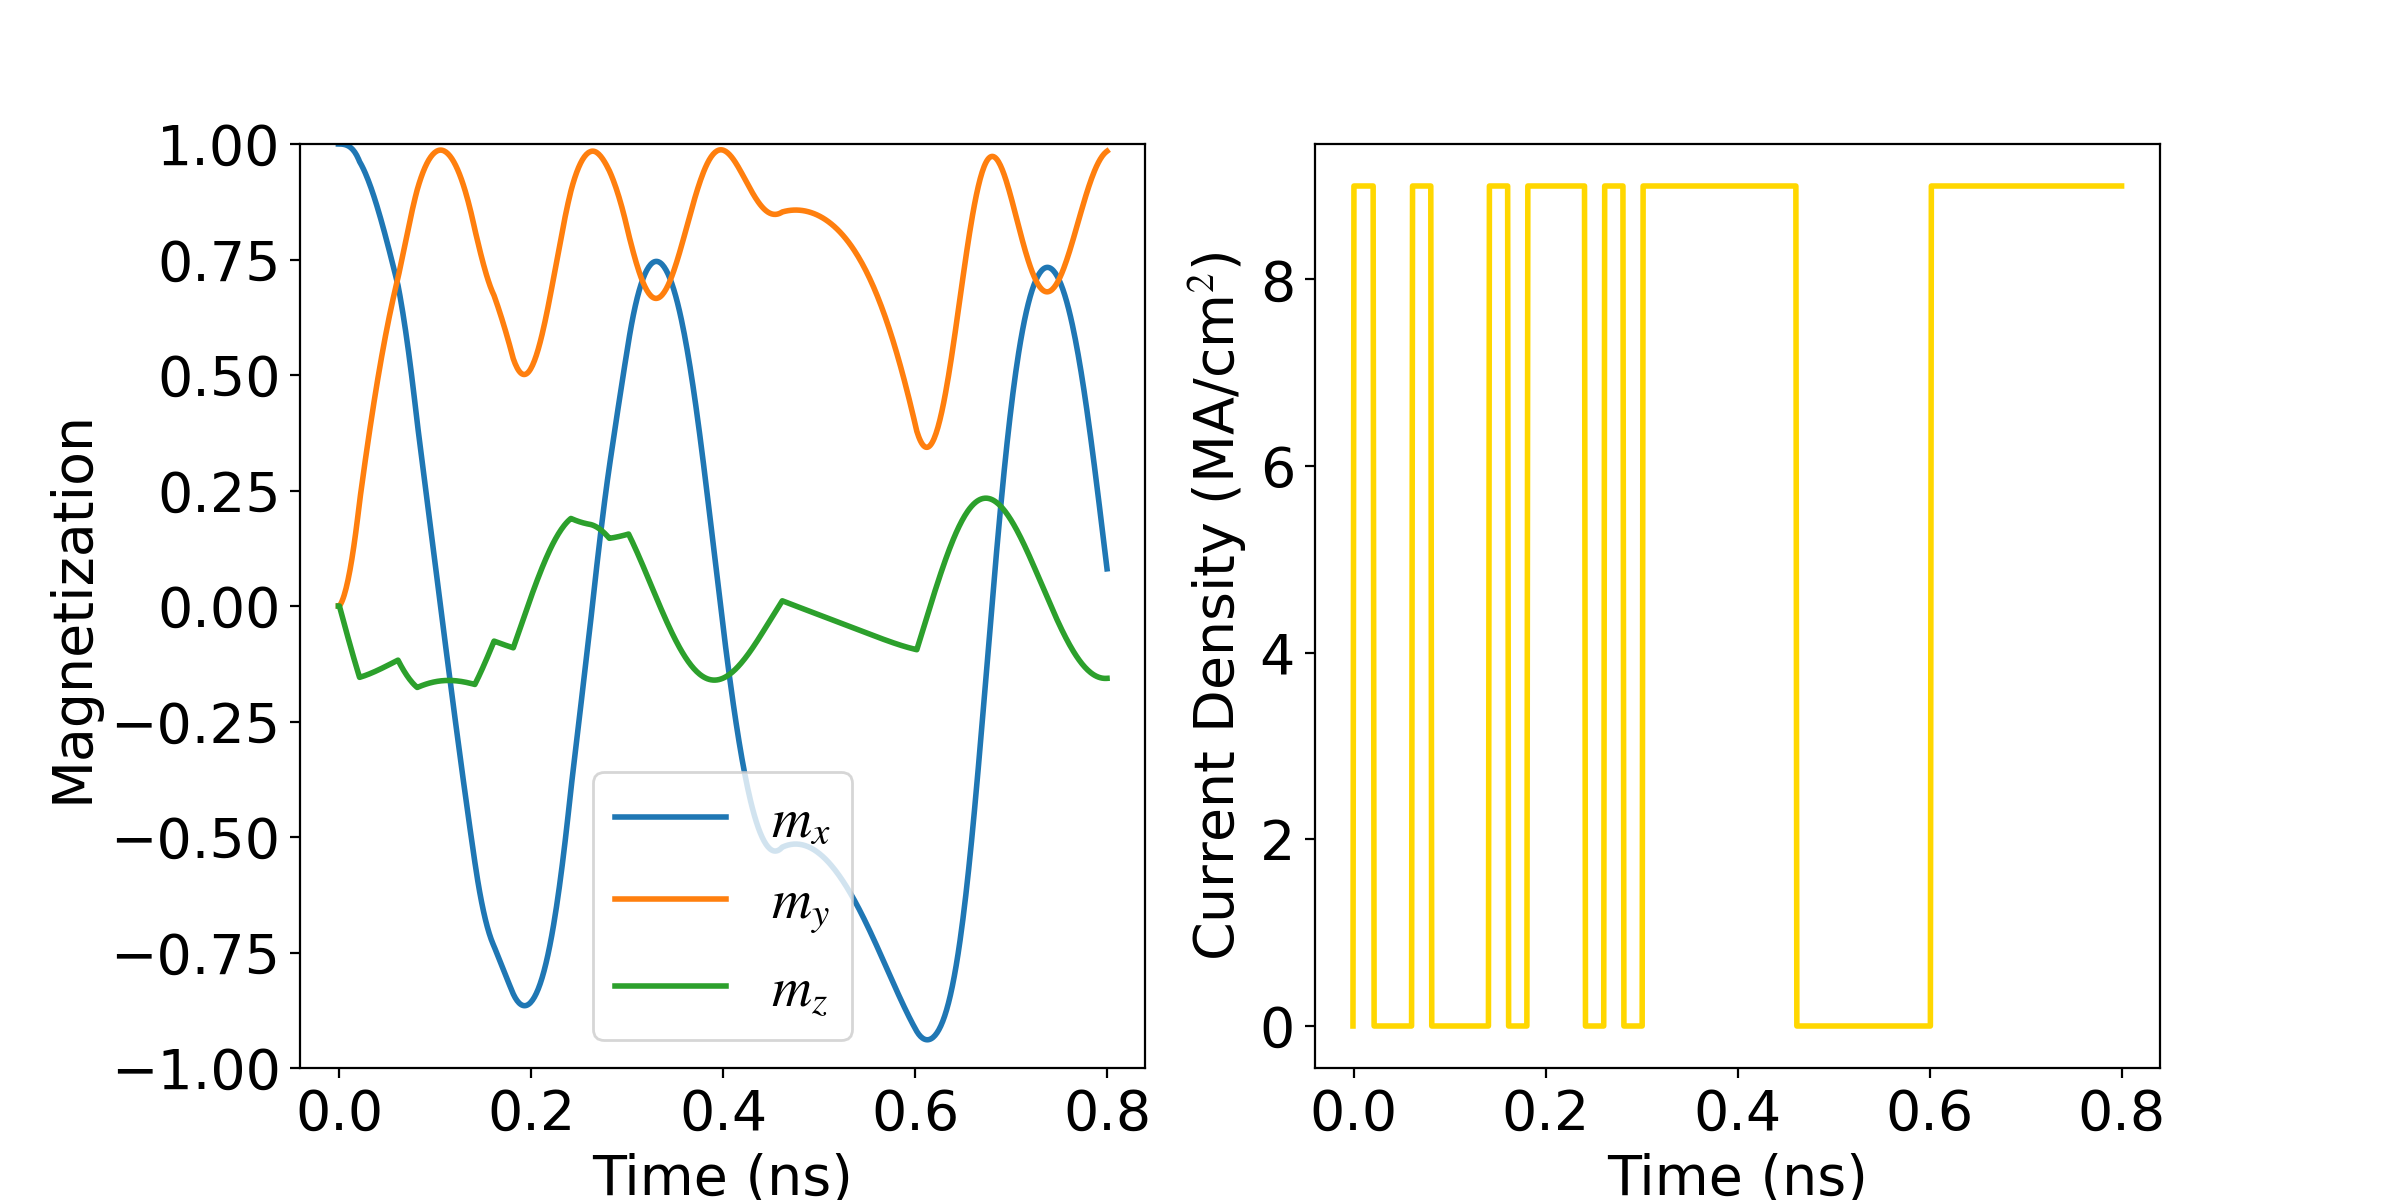 1.00
0.75
0.50
0.25
0.00
−0.25
−0.50
−0.75
−1.00
Magnetization
0.0 0.2 0.4 0.6 0.8
Time (ns)
m_x
m_y
m_z
8
6
4
2
0
Current Density (MA/cm²)
0.0 0.2 0.4 0.6 0.8
Time (ns)